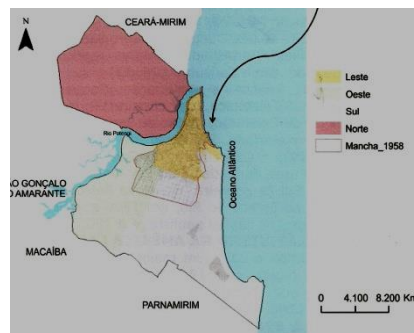 N
CEARÁ-MIRIM
Rio Potengi
ÃO GONÇALO
O AMARANTE
MACAÍBA
PARNAMIRIM
Oceano Atlântico
Leste
Oeste
Sul
Norte
Mancha_1958
0 4.100 8.200 Km